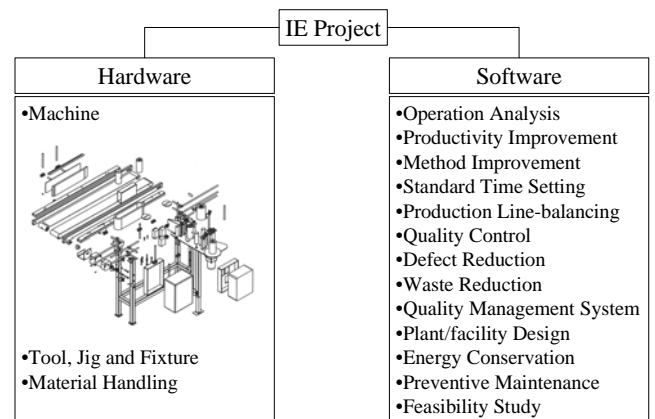 IE Project
Hardware
•Machine
•Tool, Jig and Fixture
•Material Handling
Software
•Operation Analysis
•Productivity Improvement
•Method Improvement
•Standard Time Setting
•Production Line-balancing
•Quality Control
•Defect Reduction
•Waste Reduction
•Quality Management System
•Plant/facility Design
•Energy Conservation
•Preventive Maintenance
•Feasibility Study